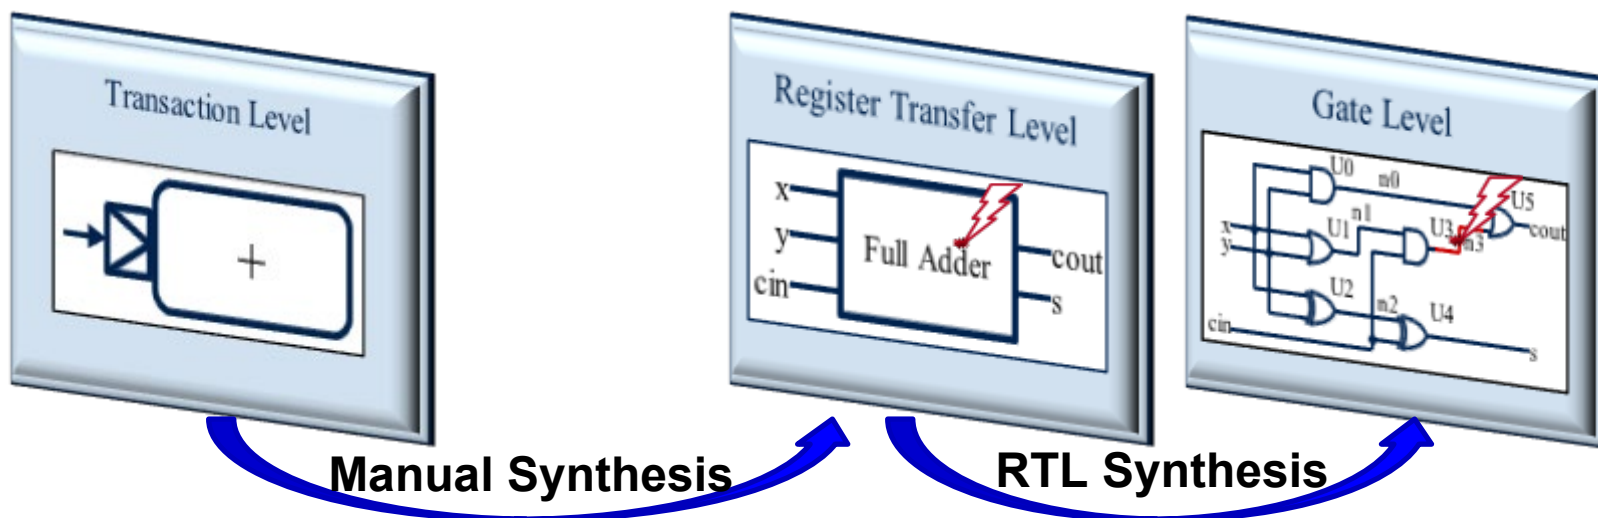 Transaction Level
+
Register Transfer Level
x
y
cin
Full Adder
cout
s
Gate Level
U0
n0
U5
n1
x
y
U1
U3
n3
cout
U2
n2
U4
cin
s
Manual Synthesis
RTL Synthesis